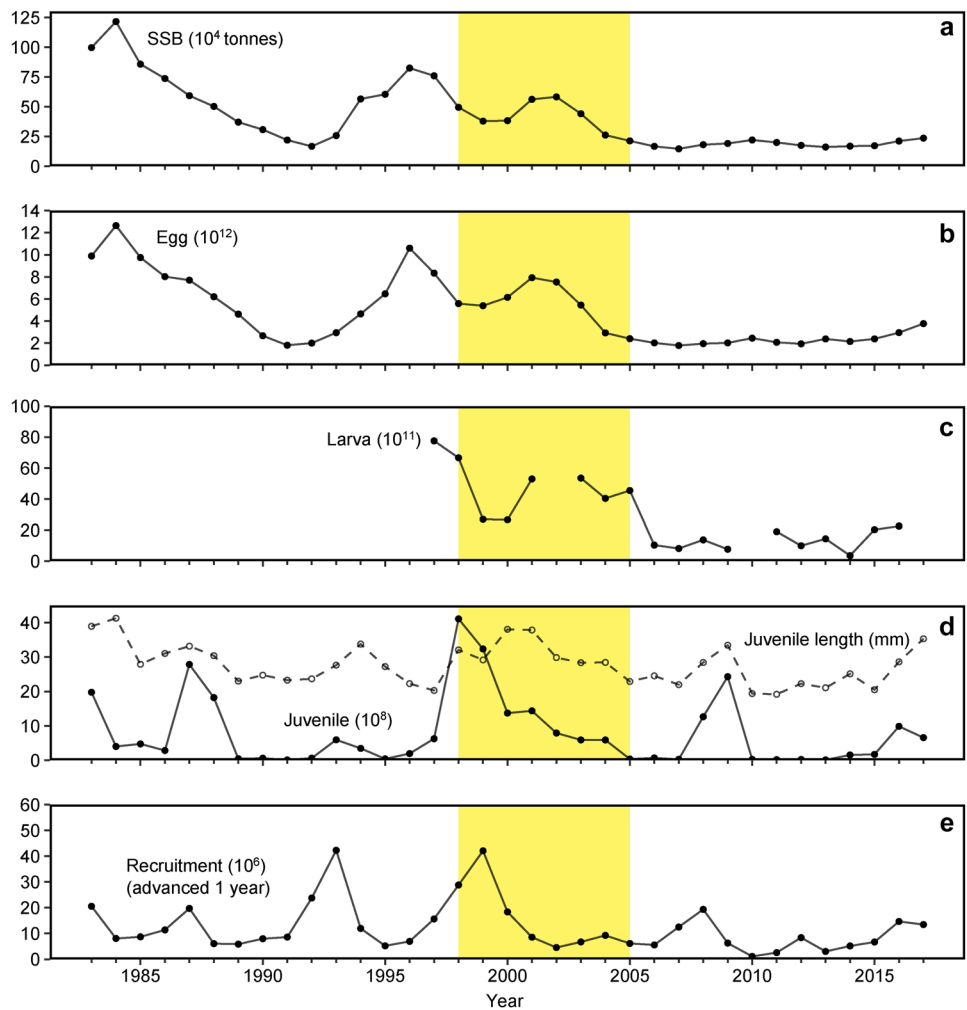 125
100
75
50
25
0
SSB (10⁴ tonnes)
a
14
12
10
8
6
4
2
0
Egg (10¹²)
b
100
80
60
40
20
0
Larva (10¹¹)
c
40
30
20
10
0
Juvenile length (mm)
Juvenile (10⁸)
d
60
50
40
30
20
10
0
Recruitment (10⁶)
(advanced 1 year)
e
1985 1990 1995 2000 2005 2010 2015
Year